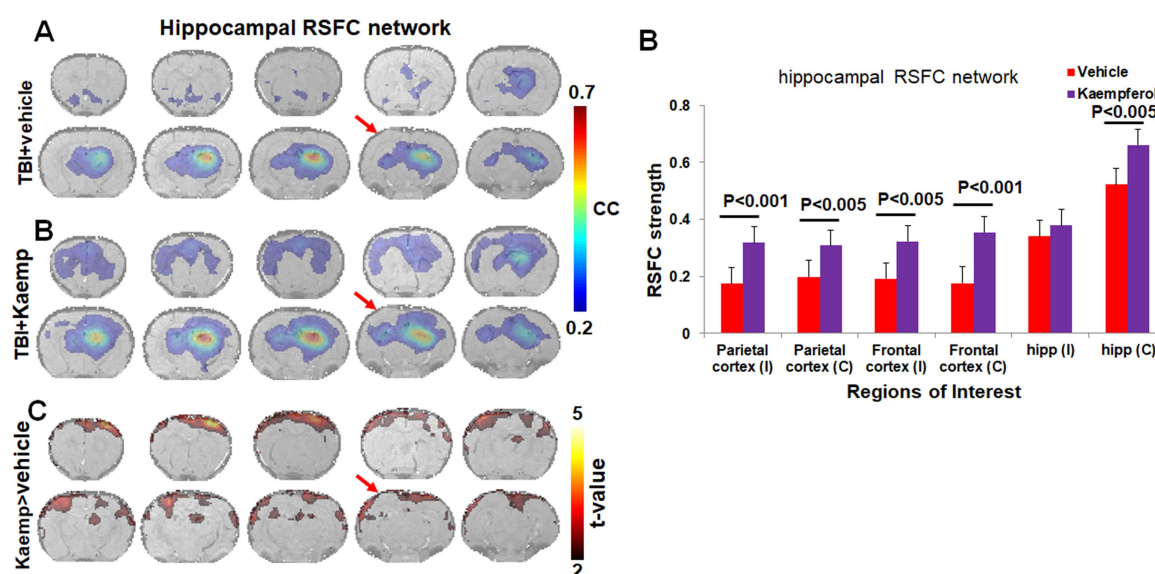 A
Hippocampal RSFC network
TBI+vehicle
0.7
CC
0.2
B
TBI+Kaemp
C
Kaemp>vehicle
5
t-value
2
B
hippocampal RSFC network
Vehicle
Kaempferol
P<0.005
P<0.001
P<0.005
P<0.005
P<0.001
RSFC strength
0.8
0.6
0.4
0.2
0
Parietal cortex (I)
Parietal cortex (C)
Frontal cortex (I)
Frontal cortex (C)
hipp (I)
hipp (C)
Regions of Interest